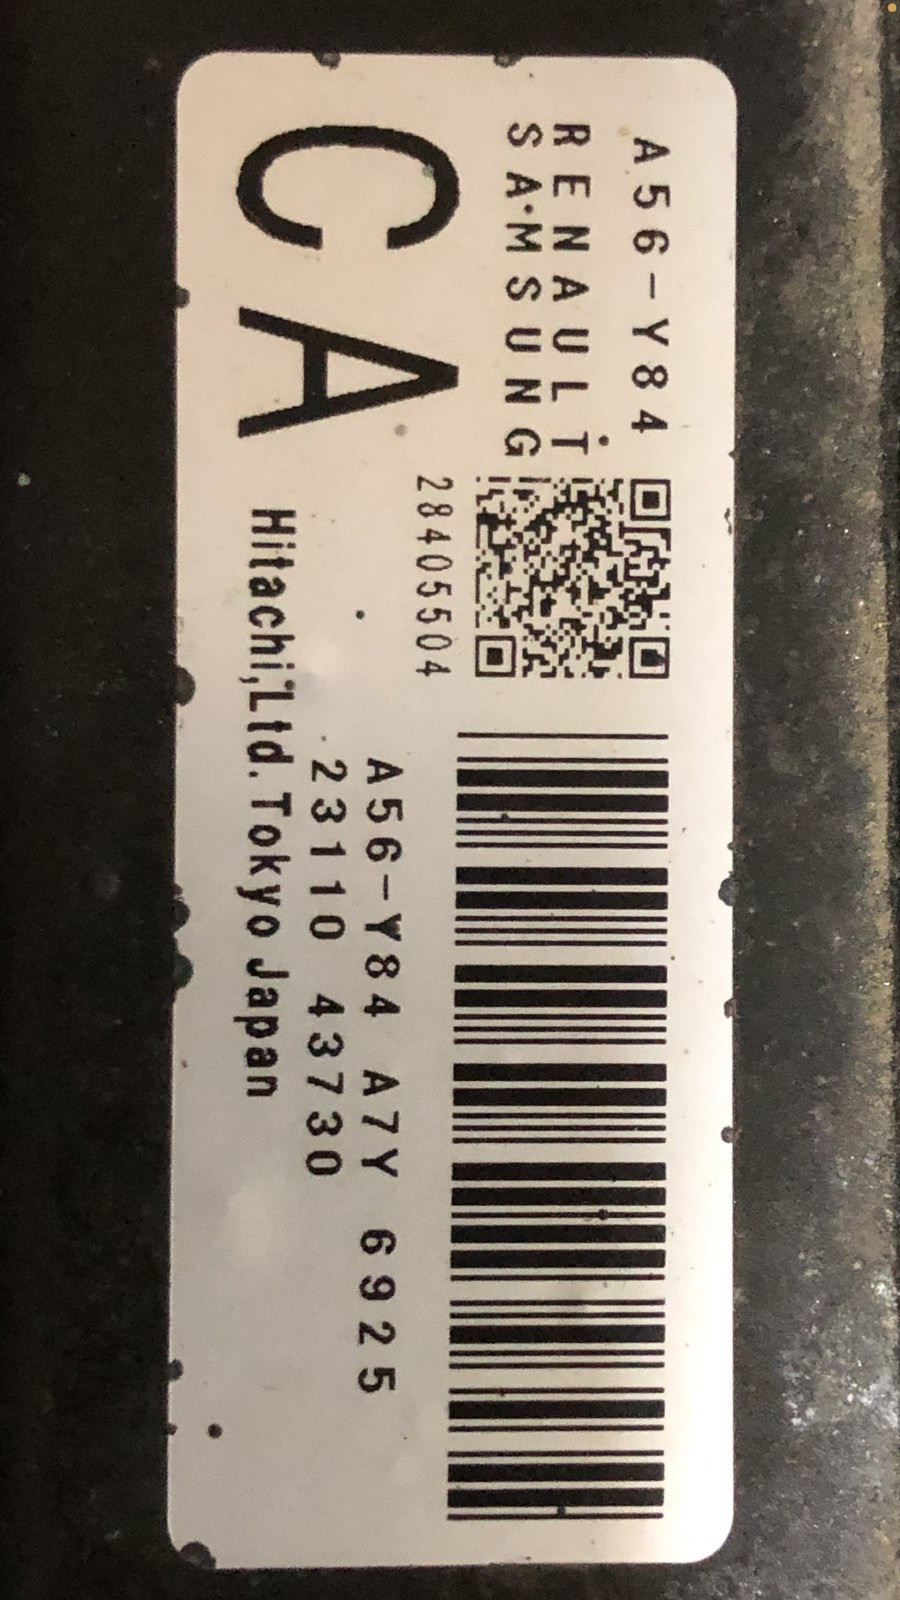 A56-Y84
RENAULT
SAMSUNG
CA
28405504
A56-Y84 A7Y 6925
23110 43730
Hitachi,Ltd. Tokyo Japan